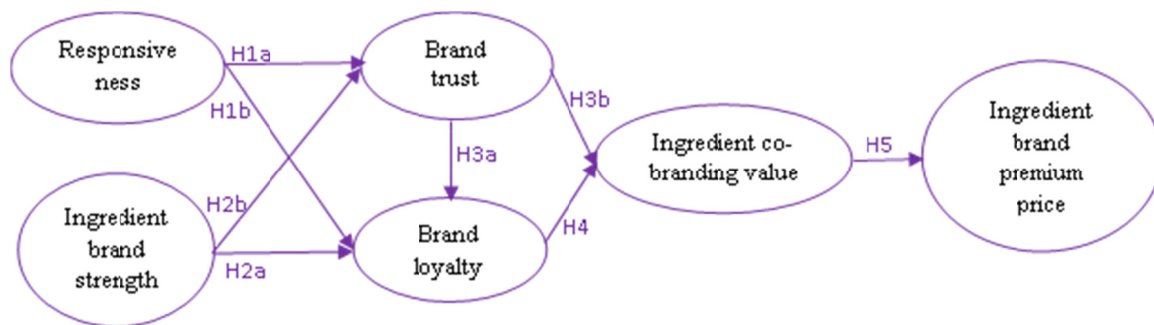 Responsive
ness
H1a
H1b
Brand
trust
H3a
H3b
Ingredient
brand
strength
H2b
H2a
Brand
loyalty
H4
Ingredient co-
branding value
H5
Ingredient
brand
premium
price